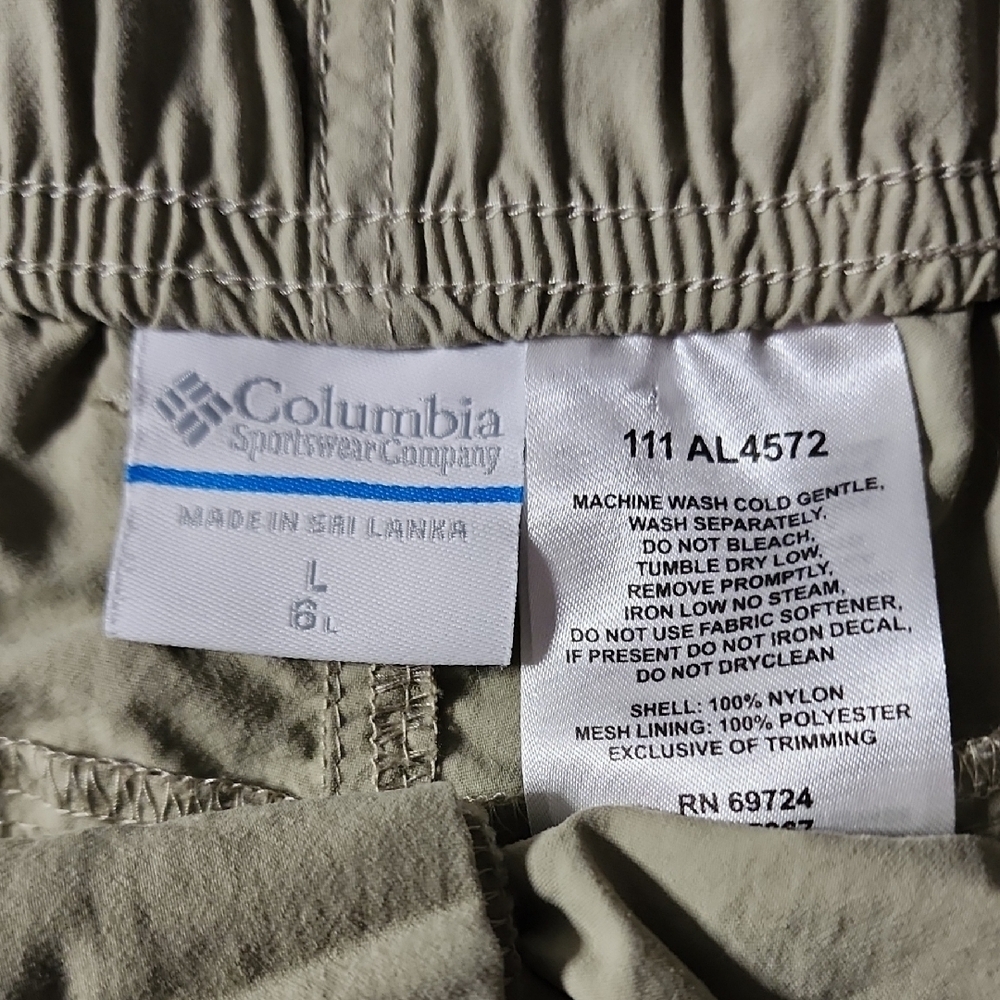 Columbia
Sportswear Company
MADE IN SRI LANKA
L
6 L
111 AL4572
MACHINE WASH COLD GENTLE,
WASH SEPARATELY,
DO NOT BLEACH,
TUMBLE DRY LOW,
REMOVE PROMPTLY,
IRON LOW NO STEAM,
DO NOT USE FABRIC SOFTENER,
IF PRESENT DO NOT IRON DECAL,
DO NOT DRYCLEAN
SHELL: 100% NYLON
MESH LINING: 100% POLYESTER
EXCLUSIVE OF TRIMMING
RN 69724